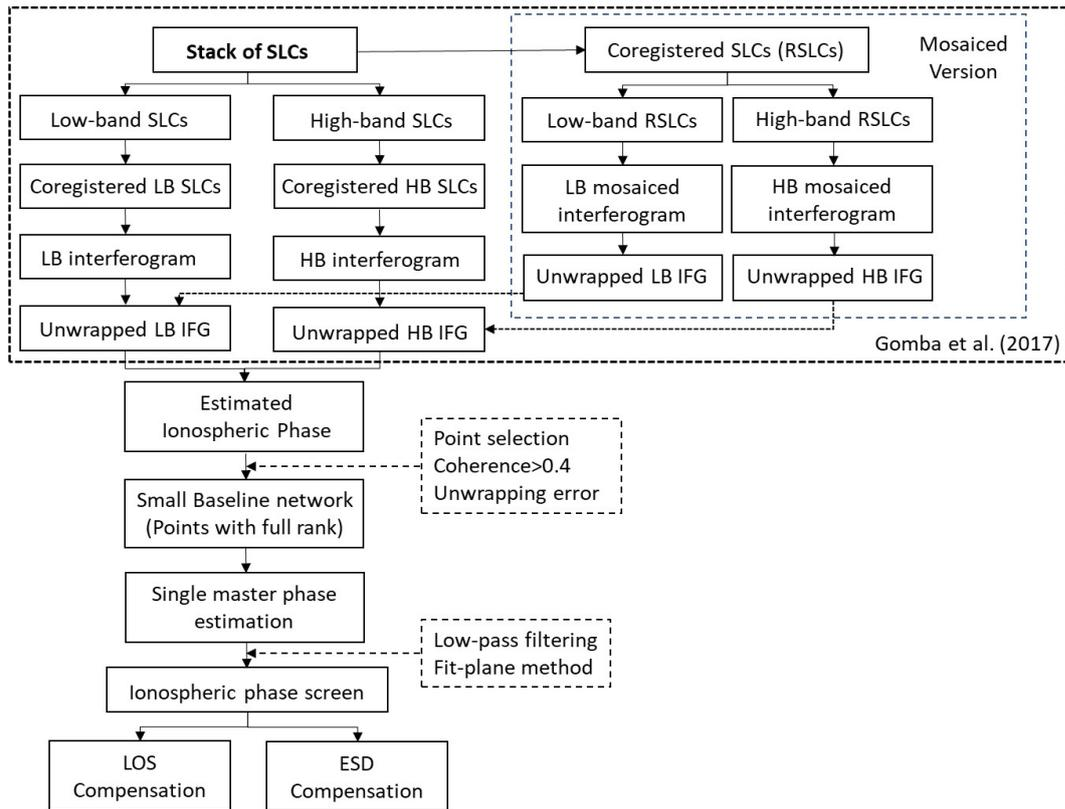 Stack of SLCs
Coregistered SLCs (RSLCs)
Mosaiced
Version
Low-band SLCs
High-band SLCs
Low-band RSLCs
High-band RSLCs
Coregistered LB SLCs
Coregistered HB SLCs
LB mosaiced
interferogram
HB mosaiced
interferogram
LB interferogram
HB interferogram
Unwrapped LB IFG
Unwrapped HB IFG
Unwrapped LB IFG
Unwrapped HB IFG
Gomba et al. (2017)
Estimated
Ionospheric Phase
Point selection
Coherence>0.4
Unwrapping error
Small Baseline network
(Points with full rank)
Single master phase
estimation
Low-pass filtering
Fit-plane method
Ionospheric phase screen
LOS
Compensation
ESD
Compensation